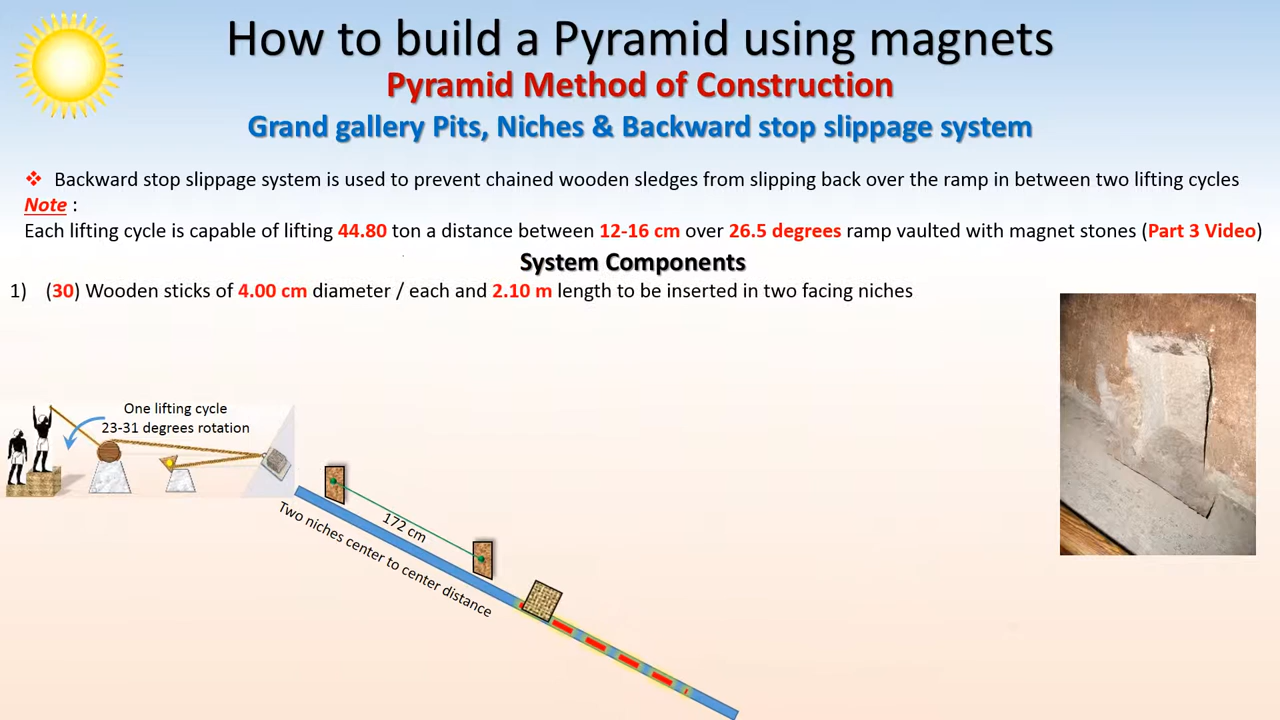 How to build a Pyramid using magnets
Pyramid Method of Construction
Grand gallery Pits, Niches & Backward stop slippage system
❖ Backward stop slippage system is used to prevent chained wooden sledges from slipping back over the ramp in between two lifting cycles
Note :
Each lifting cycle is capable of lifting 44.80 ton a distance between 12-16 cm over 26.5 degrees ramp vaulted with magnet stones (Part 3 Video)
System Components
1) (30) Wooden sticks of 4.00 cm diameter / each and 2.10 m length to be inserted in two facing niches
One lifting cycle
23-31 degrees rotation
172 cm
Two niches center to center distance